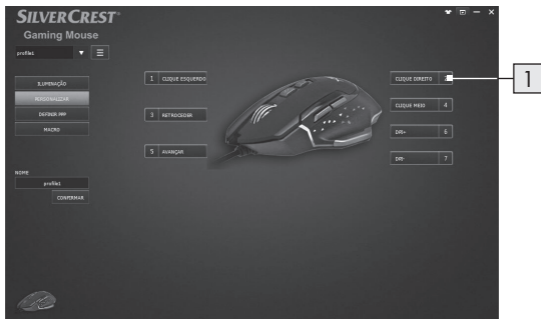 SILVERCREST®
Gaming Mouse
profile1
ILUMINAÇÃO
PERSONALIZAR
DEFINIR PPP
MACRO
NOME
profile1
CONFIRMAR
1 CLIQUE ESQUERDO
3 RETROCEDER
5 AVANÇAR
CLIQUE DIREITO
CLIQUE MEIO 4
DPI+ 6
DPI- 7
1